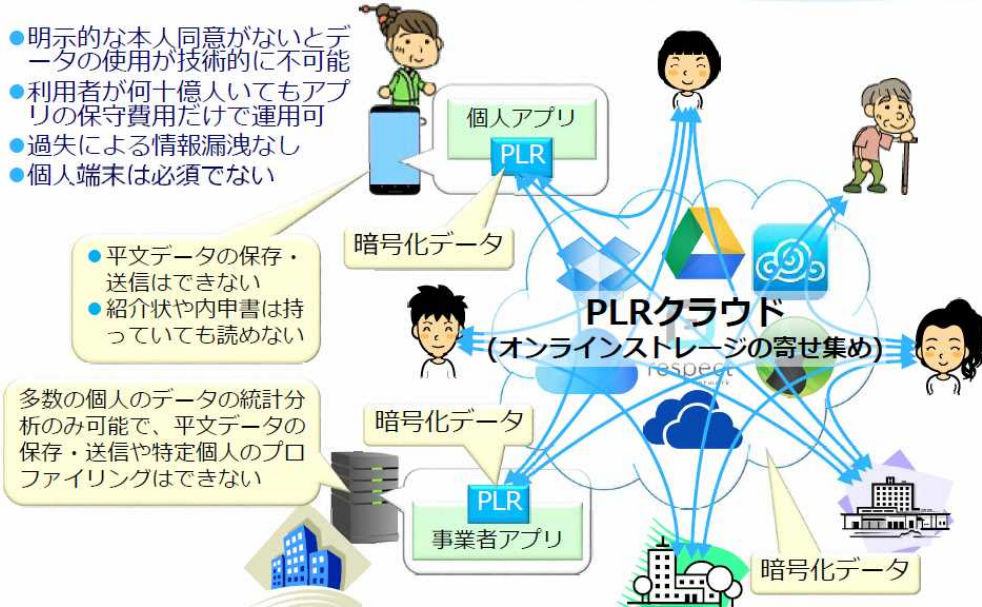 ●明示的な本人同意がないとデ
ータの使用が技術的に不可能
●利用者が何十億人いてもアプ
リの保守費用だけで運用可
●過失による情報漏洩なし
●個人端末は必須でない
個人アプリ
PLR
暗号化データ
●平文データの保存・
送信はできない
●紹介状や内申書は持
っていても読めない
PLRクラウド
(オンラインストレージの寄せ集め)
respect
多数の個人のデータの統計分
析のみ可能で、平文データの
保存・送信や特定個人のプロ
ファイリングはできない
暗号化データ
PLR
事業者アプリ
暗号化データ